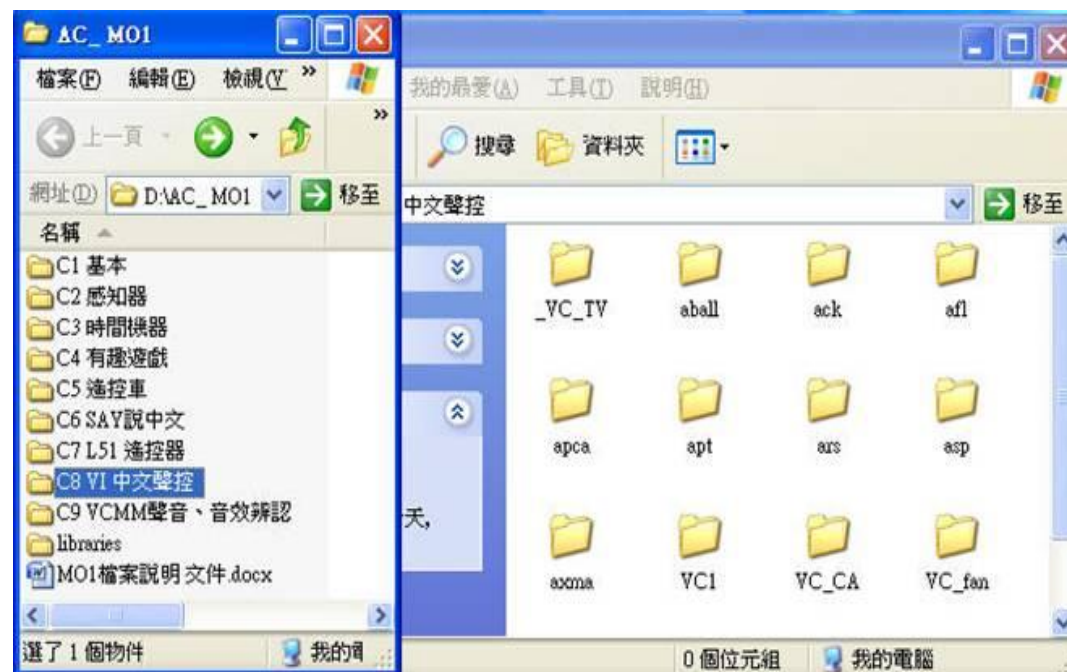 AC_MO1
檔案(F) 編輯(E) 檢視(V »
上一頁 »
網址(D) D:\AC_MO1 移至
名稱
C1 基本
C2 感知器
C3 時間機器
C4 有趣遊戲
C5 遙控車
C6 SAY說中文
C7 L51 遙控器
C8 VI 中文聲控
C9 VCMM聲音、音效辨認
libraries
MO1檔案說明文件.docx
選了 1 個物件 我的
我的最愛(A) 工具(T) 說明(H)
搜尋 資料夾
中文聲控 移至
天,
_VC_TV aball ack afl
apca apt ars asp
axma VC1 VC_CA VC_fan
0 個位元組 我的電腦